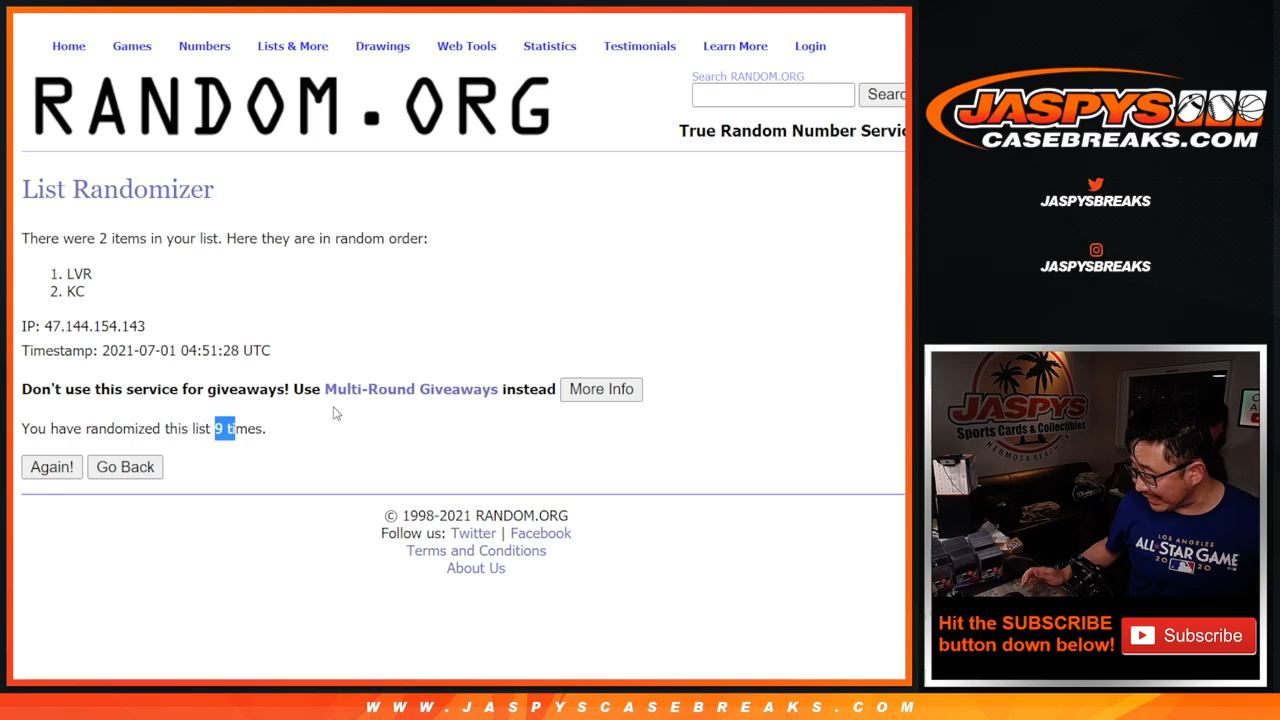 Home Games Numbers Lists & More Drawings Web Tools Statistics Testimonials Learn More Login
RANDOM.ORG
Search RANDOM.ORG
Searc
True Random Number Servic
List Randomizer
There were 2 items in your list. Here they are in random order:
1. LVR
2. KC
IP: 47.144.154.143
Timestamp: 2021-07-01 04:51:28 UTC
Don't use this service for giveaways! Use Multi-Round Giveaways instead More Info
You have randomized this list 9 times.
Again! Go Back
© 1998-2021 RANDOM.ORG
Follow us: Twitter | Facebook
Terms and Conditions
About Us
JASPYS
CASEBREAKS.COM
JASPYSBREAKS
JASPYSBREAKS
JASPYS
Sports Cards & Collectibles
HERMOSA BEACH
LOS ANGELES
ALL-STAR GAME
2020
Hit the SUBSCRIBE
button down below!
Subscribe
WWW.JASPYSCASEBREAKS.COM